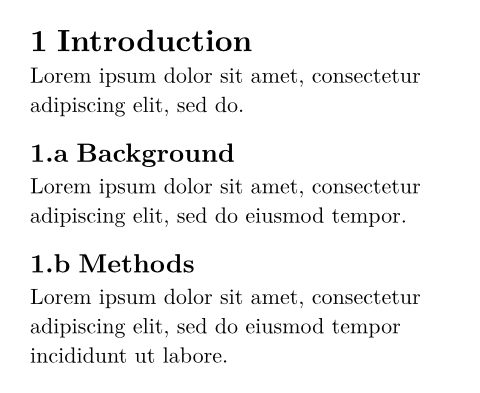 1 Introduction
Lorem ipsum dolor sit amet, consectetur
adipiscing elit, sed do.
1.a Background
Lorem ipsum dolor sit amet, consectetur
adipiscing elit, sed do eiusmod tempor.
1.b Methods
Lorem ipsum dolor sit amet, consectetur
adipiscing elit, sed do eiusmod tempor
incididunt ut labore.